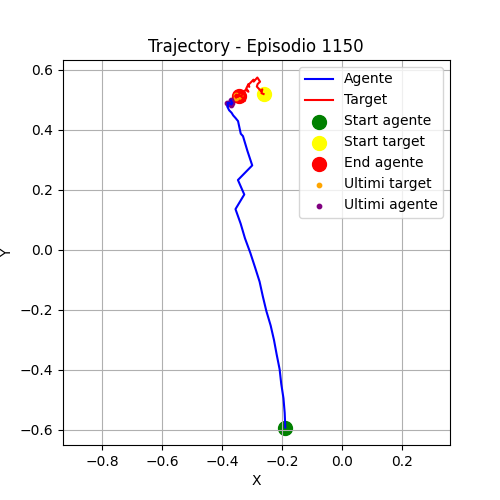 Trajectory - Episodio 1150
Agente
Target
Start agente
Start target
End agente
Ultimi target
Ultimi agente
0.6
0.4
0.2
0.0
−0.2
−0.4
−0.6
Y
−0.8
−0.6
−0.4
−0.2
0.0
0.2
X